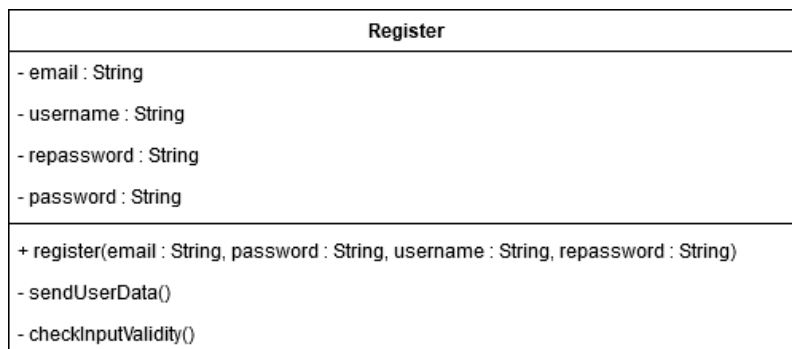 Register
- email : String
- username : String
- repassword : String
- password : String
+ register(email : String, password : String, username : String, repassword : String)
- sendUserData()
- checkInputValidity()